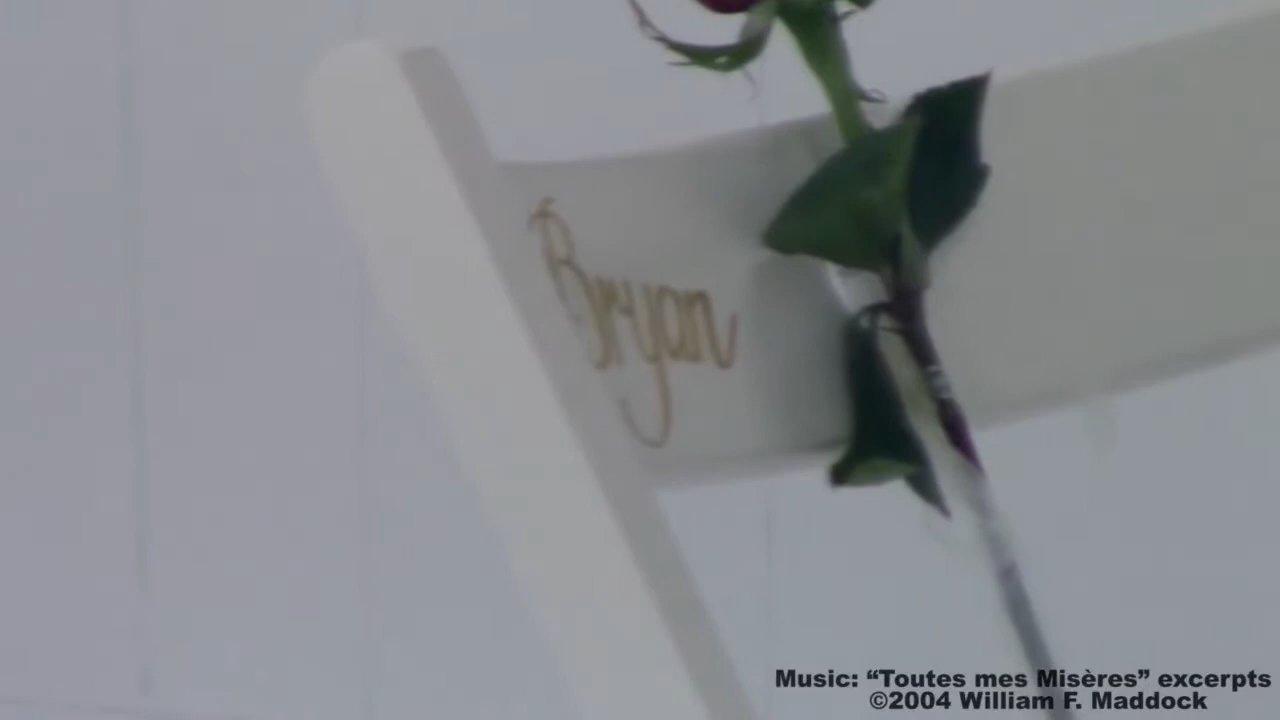 Bryan
Music: “Toutes mes Misères” excerpts
©2004 William F. Maddock